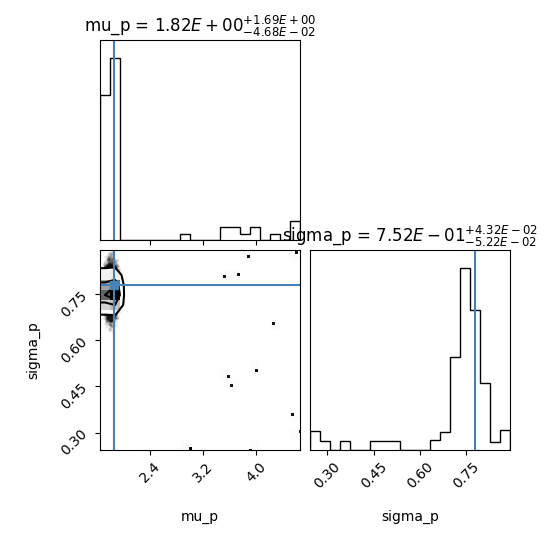 mu_p = 1.82E + 00+1.69E + 00 −4.68E − 02
sigma_p = 7.52E − 01+4.32E − 02 −5.22E − 02
0.75
0.60
0.45
0.30
sigma_p
2.4 3.2 4.0
0.30 0.45 0.60 0.75
mu_p sigma_p